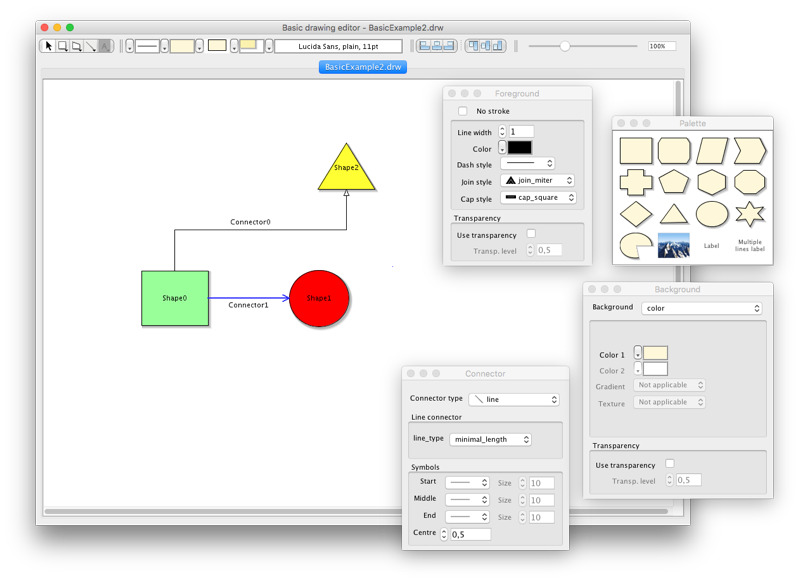 Basic drawing editor - BasicExample2.drw
A
Lucida Sans, plain, 11pt
100%
BasicExample2.drw
Shape2
Connector0
Shape0
Connector1
Shape1
Foreground
No stroke
Line width 1
Color
Dash style
Join style join_miter
Cap style cap_square
Transparency
Use transparency
Transp. level 0,5
Palette
Label
Multiple
lines label
Background
Background color
Color 1
Color 2
Gradient Not applicable
Texture Not applicable
Transparency
Use transparency
Transp. level 0,5
Connector
Connector type line
Line connector
line_type minimal_length
Symbols
Start Size 10
Middle Size 10
End Size 10
Centre 0,5